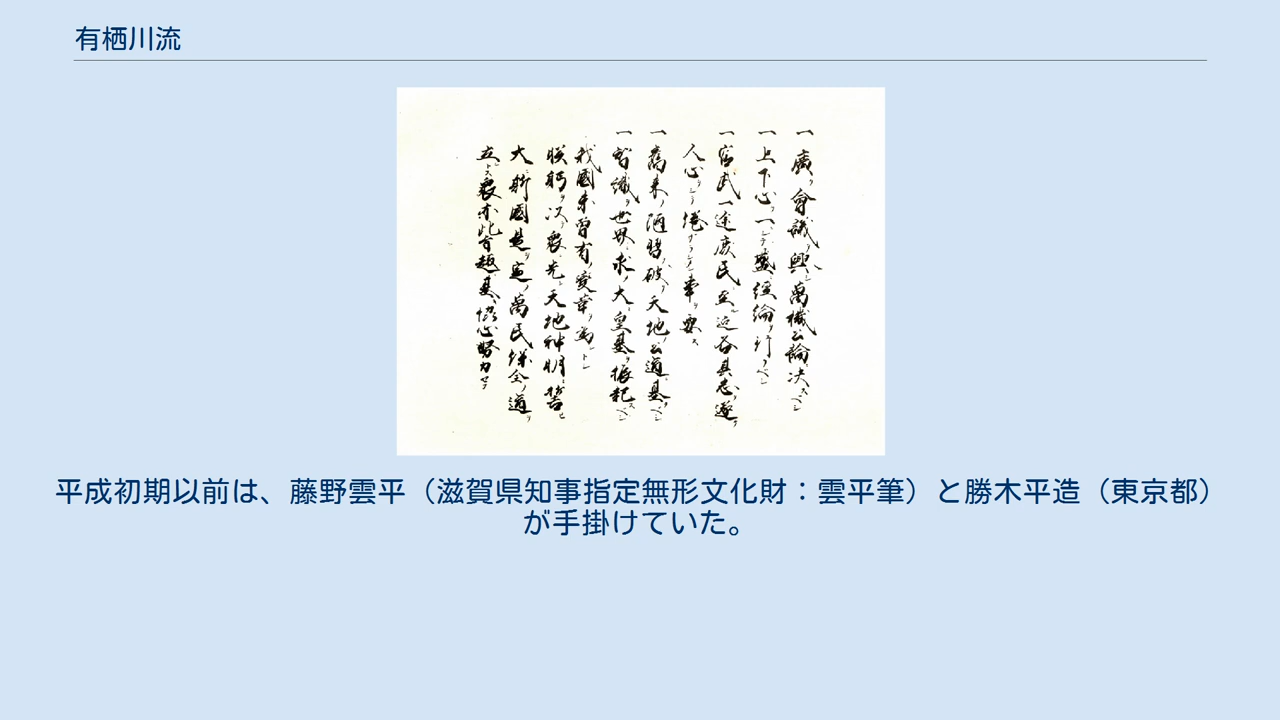 有栖川流
一 廣ク會議ヲ興シ萬機公論ニ決スベシ
一 上下心ヲ一ニシテ盛ニ經綸ヲ行フベシ
一 官武一途庶民ニ至ル迄各其志ヲ遂ケ
人心ヲシテ倦マザラシメン事ヲ要ス
一 舊来ノ陋習ヲ破リ天地ノ公道ニ基クベシ
一 智識ヲ世界ニ求メ大ニ皇基ヲ振起スベシ
我國未曾有ノ變革ヲ為ントシ
朕躬ヲ以テ衆ニ先ンシ天地神明ニ誓ヒ
大ニ斯國是ヲ定メ萬民保全ノ道ヲ
立ントス衆亦此旨趣ニ基キ協心努力セヨ
平成初期以前は、藤野雲平（滋賀県知事指定無形文化財：雲平筆）と勝木平造（東京都）
が手掛けていた。